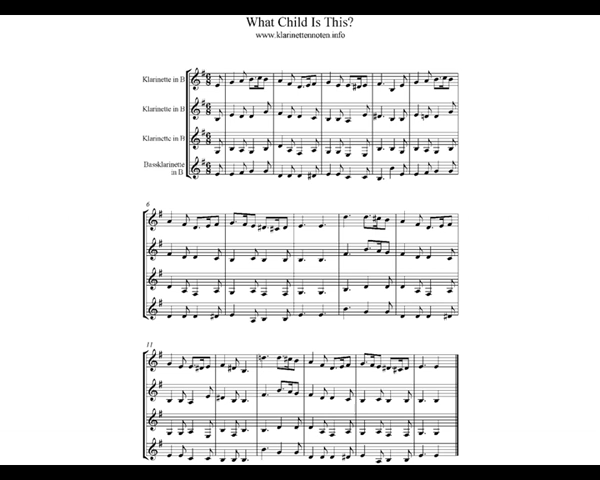 What Child Is This?
www.klarinettennoten.info
Klarinette in B
Klarinette in B
Klarinette in B
Bassklarinette
in B
6
11